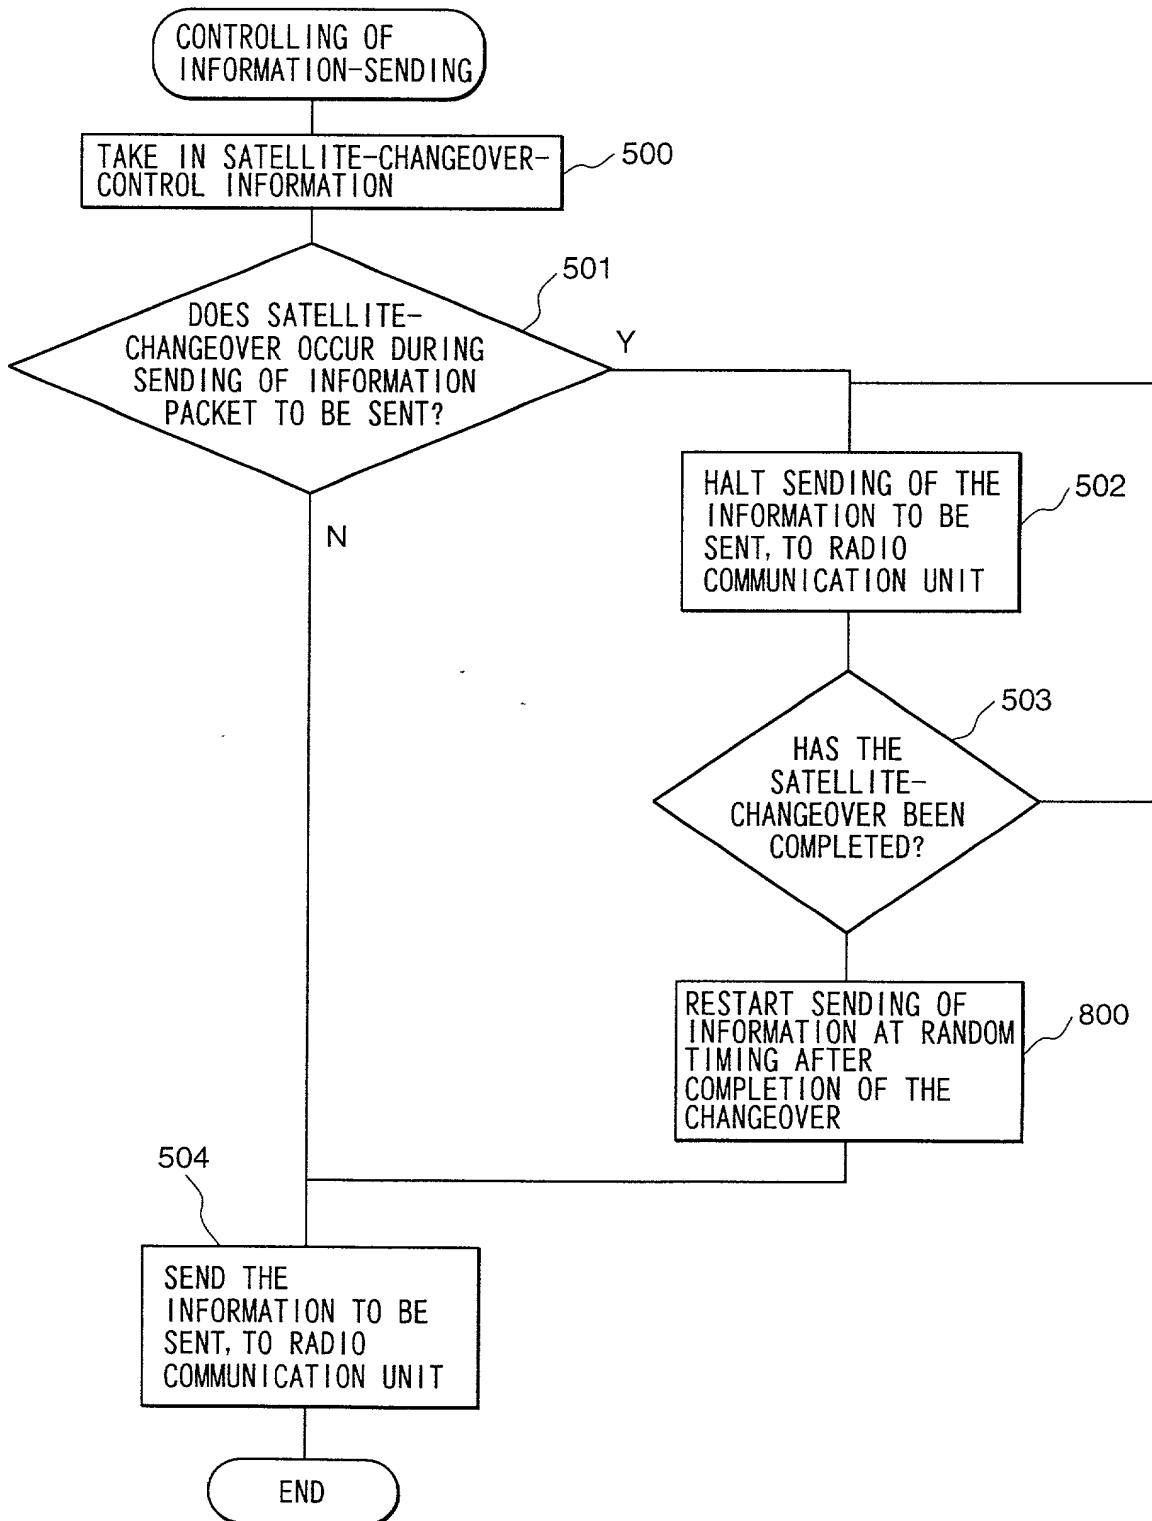 CONTROLLING OF
INFORMATION-SENDING
TAKE IN SATELLITE-CHANGEOVER-
CONTROL INFORMATION
500
501
DOES SATELLITE-
CHANGEOVER OCCUR DURING
SENDING OF INFORMATION
PACKET TO BE SENT?
Y
N
HALT SENDING OF THE
INFORMATION TO BE
SENT, TO RADIO
COMMUNICATION UNIT
502
503
HAS THE
SATELLITE-
CHANGEOVER BEEN
COMPLETED?
RESTART SENDING OF
INFORMATION AT RANDOM
TIMING AFTER
COMPLETION OF THE
CHANGEOVER
800
504
SEND THE
INFORMATION TO BE
SENT, TO RADIO
COMMUNICATION UNIT
END